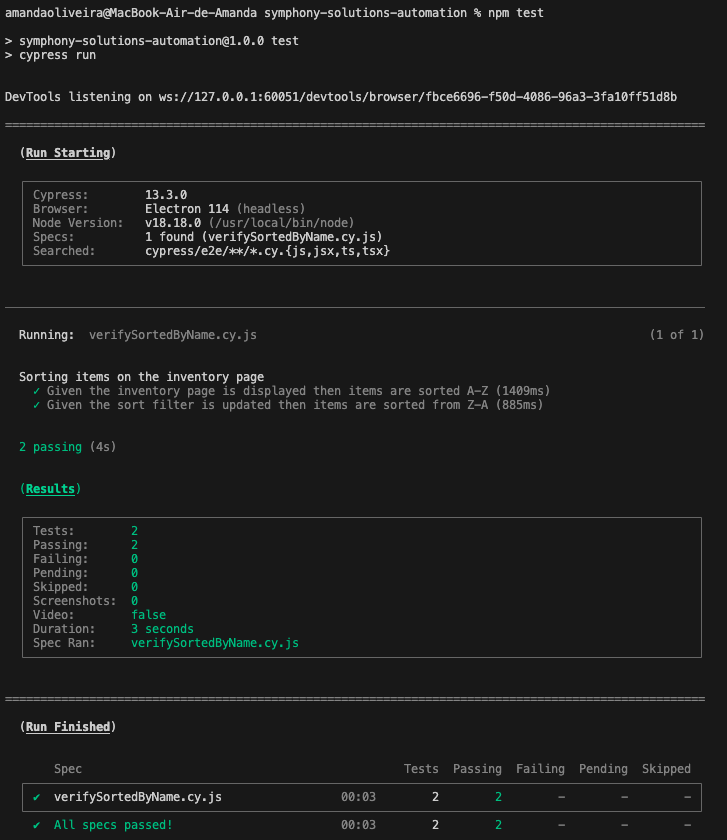 amandaoliveira@MacBook-Air-de-Amanda symphony-solutions-automation % npm test
> symphony-solutions-automation@1.0.0 test
> cypress run
DevTools listening on ws://127.0.0.1:60051/devtools/browser/fbce6696-f50d-4086-96a3-3fa10ff51d8b
(Run Starting)
Cypress: 13.3.0
Browser: Electron 114 (headless)
Node Version: v18.18.0 (/usr/local/bin/node)
Specs: 1 found (verifySortedByName.cy.js)
Searched: cypress/e2e/**/*.cy.{js,jsx,ts,tsx}
Running: verifySortedByName.cy.js (1 of 1)
Sorting items on the inventory page
✓ Given the inventory page is displayed then items are sorted A-Z (1409ms)
✓ Given the sort filter is updated then items are sorted from Z-A (885ms)
2 passing (4s)
(Results)
Tests: 2
Passing: 2
Failing: 0
Pending: 0
Skipped: 0
Screenshots: 0
Video: false
Duration: 3 seconds
Spec Ran: verifySortedByName.cy.js
(Run Finished)
Spec Tests Passing Failing Pending Skipped
✔ verifySortedByName.cy.js 00:03 2 2 - - -
✔ All specs passed! 00:03 2 2 - - -